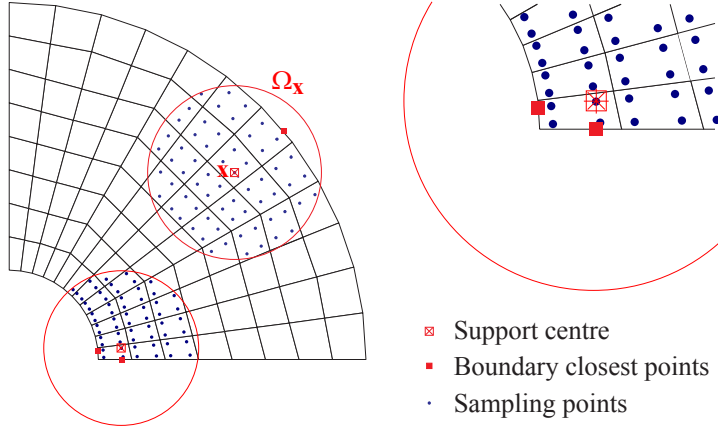 Ωx
x
Support centre
Boundary closest points
Sampling points